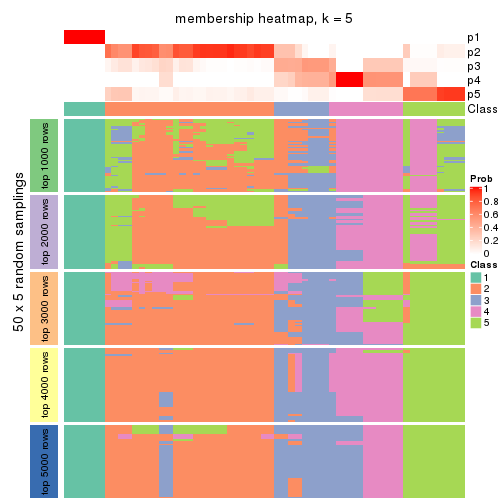 membership heatmap, k = 5
p1
p2
p3
p4
p5
Class
50 x 5 random samplings
top 1000 rows
top 2000 rows
top 3000 rows
top 4000 rows
top 5000 rows
Prob
1
0.8
0.6
0.4
0.2
0
Class
1
2
3
4
5